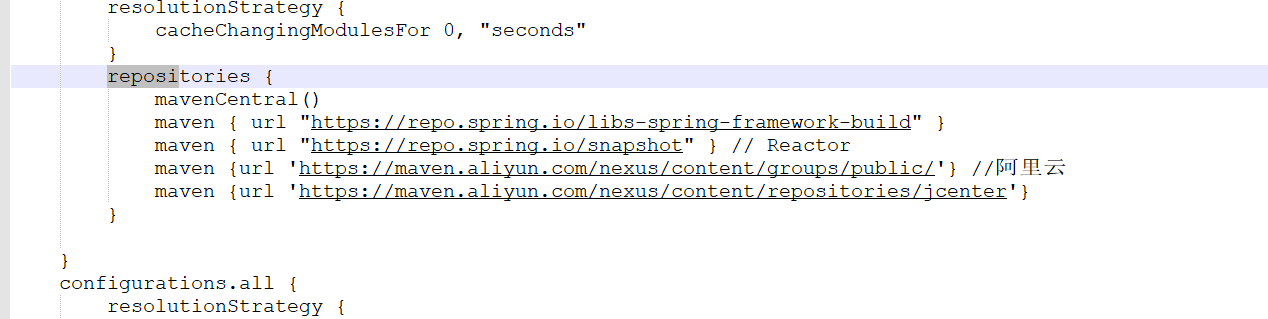 resolutionStrategy {
cacheChangingModulesFor 0, "seconds"
}
repositories {
mavenCentral()
maven { url "https://repo.spring.io/libs-spring-framework-build" }
maven { url "https://repo.spring.io/snapshot" } // Reactor
maven {url 'https://maven.aliyun.com/nexus/content/groups/public/'} //阿里云
maven {url 'https://maven.aliyun.com/nexus/content/repositories/jcenter'}
}
}
configurations.all {
resolutionStrategy {